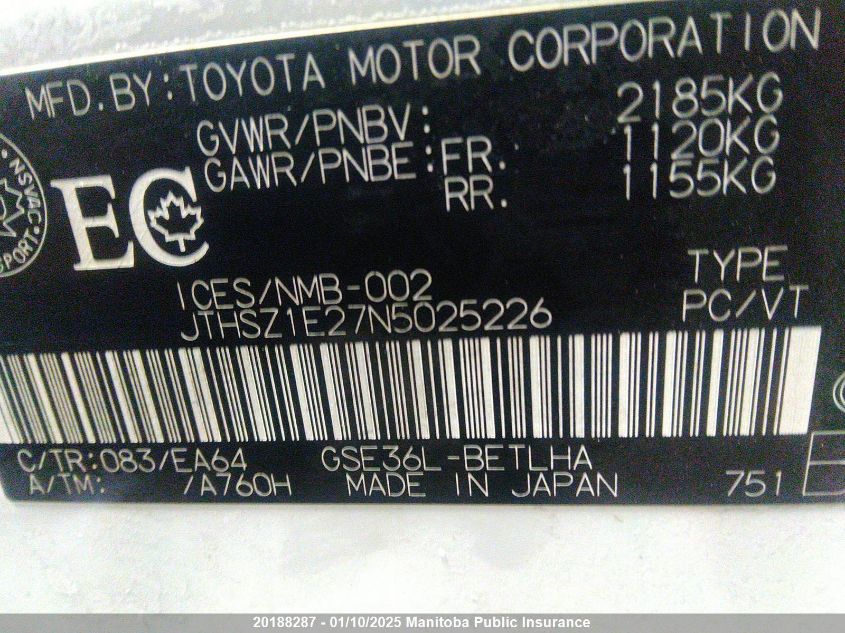 MFD.BY:TOYOTA MOTOR CORPORATION
GVWR/PNBV: 2185KG
GAWR/PNBE:FR. 1120KG
RR. 1155KG
NSVAC
EC
ICES/NMB-002 TYPE
JTHSZ1E27N5025226 PC/VT
C/TR:083/EA64 GSE36L-BETLHA
A/TM: /A760H MADE IN JAPAN 751
20188287 - 01/10/2025 Manitoba Public Insurance